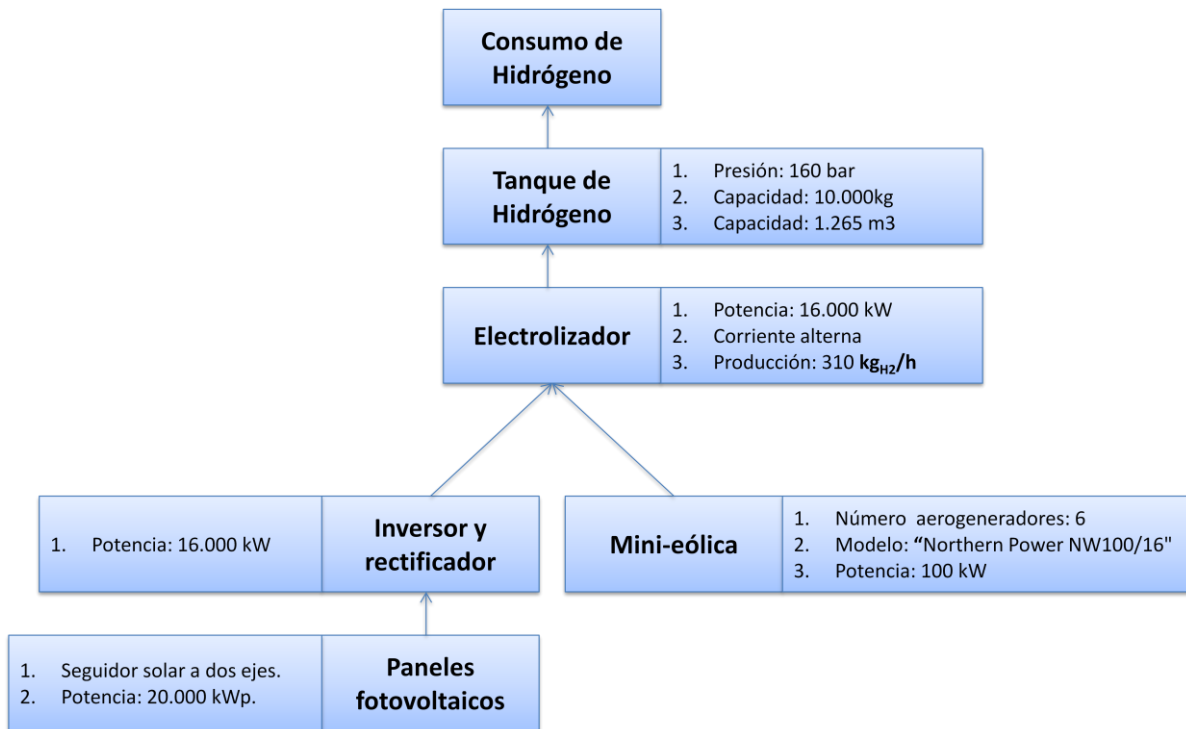 Consumo de
Hidrógeno
Tanque de
Hidrógeno
1. Presión: 160 bar
2. Capacidad: 10.000kg
3. Capacidad: 1.265 m3
Electrolizador
1. Potencia: 16.000 kW
2. Corriente alterna
3. Producción: 310 kgH2/h
1. Potencia: 16.000 kW
Inversor y
rectificador
Mini-eólica
1. Número aerogeneradores: 6
2. Modelo: “Northern Power NW100/16"
3. Potencia: 100 kW
1. Seguidor solar a dos ejes.
2. Potencia: 20.000 kWp.
Paneles
fotovoltaicos